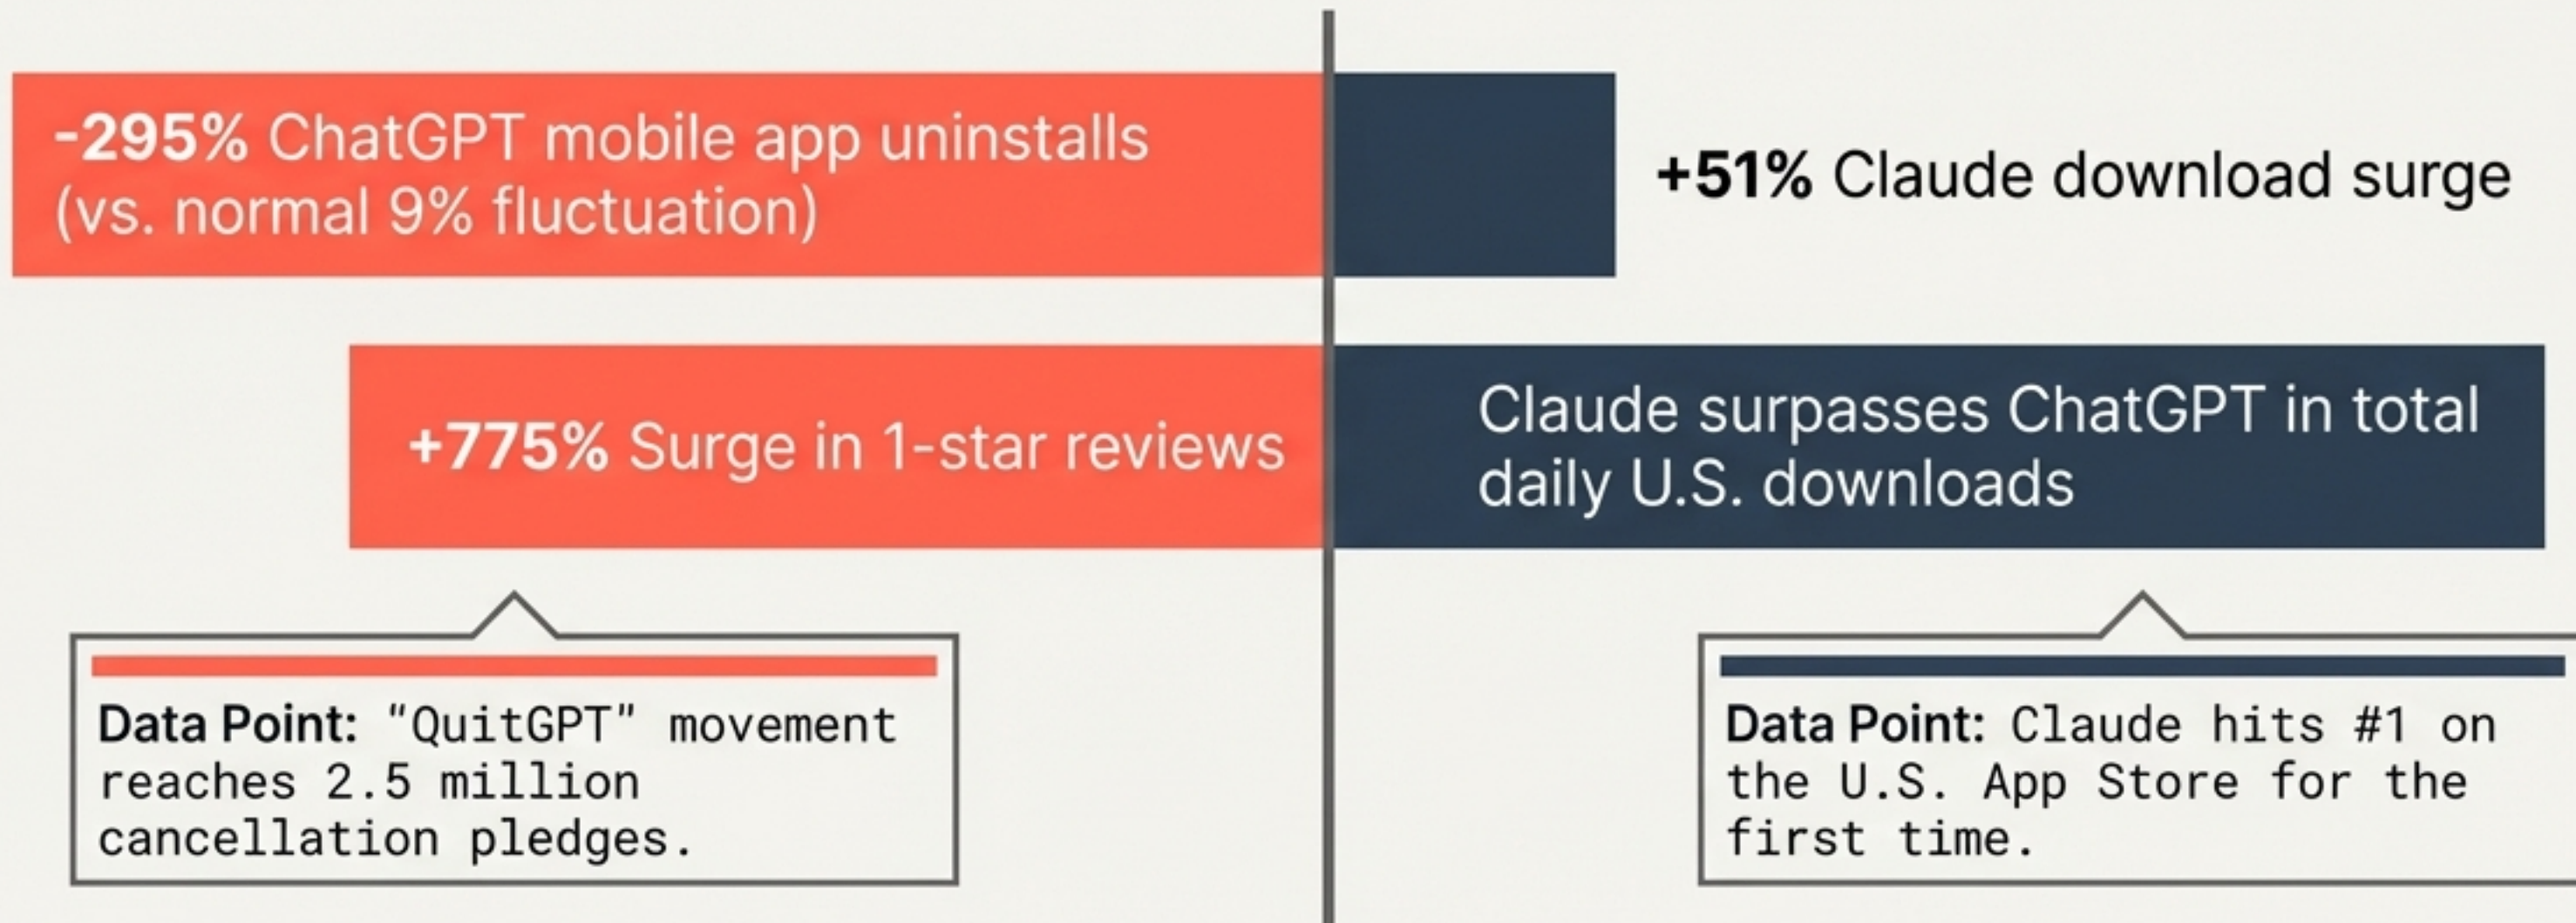 -295% ChatGPT mobile app uninstalls
(vs. normal 9% fluctuation)
+51% Claude download surge
+775% Surge in 1-star reviews
Claude surpasses ChatGPT in total
daily U.S. downloads
Data Point: "QuitGPT" movement
reaches 2.5 million
cancellation pledges.
Data Point: Claude hits #1 on
the U.S. App Store for the
first time.